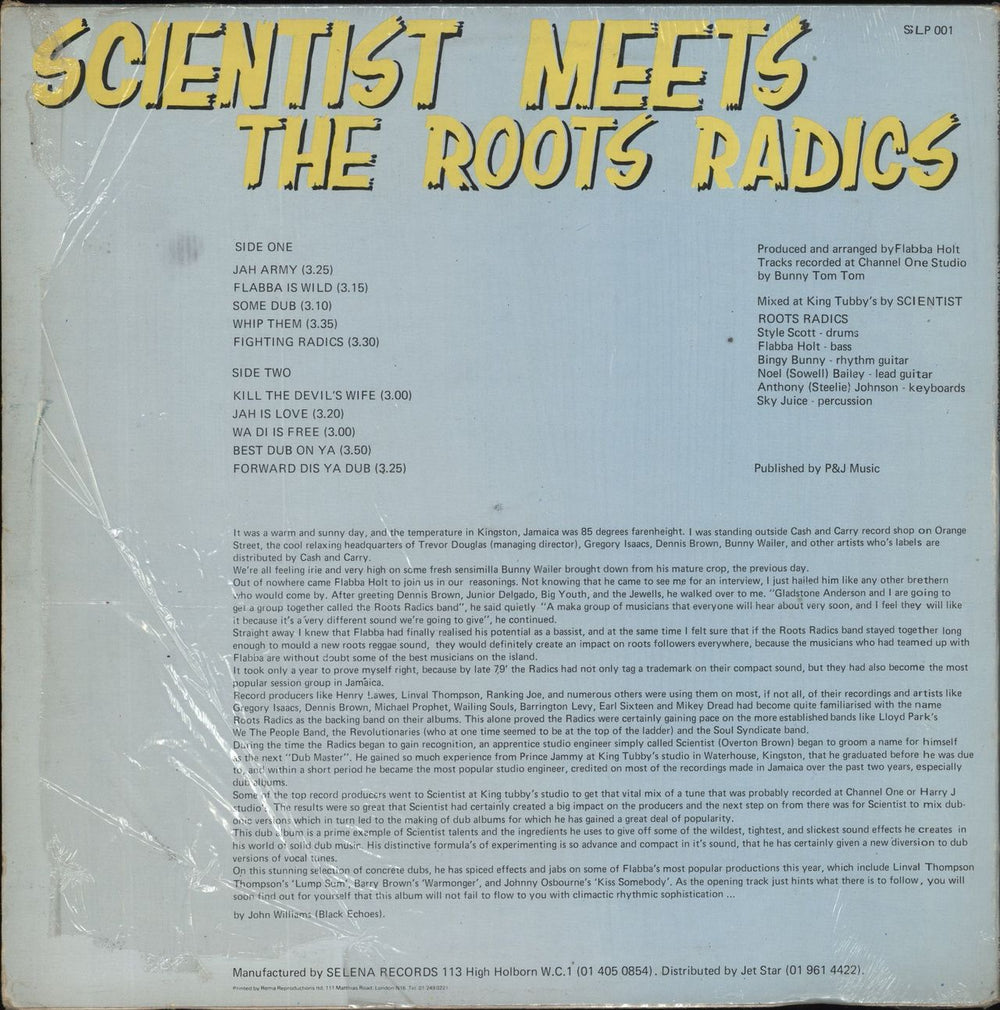 SCIENTIST MEETS
THE ROOTS RADICS
SLP 001
SIDE ONE
JAH ARMY (3.25)
FLABBA IS WILD (3.15)
SOME DUB (3.10)
WHIP THEM (3.35)
FIGHTING RADICS (3.30)
SIDE TWO
KILL THE DEVIL'S WIFE (3.00)
JAH IS LOVE (3.20)
WA DI IS FREE (3.00)
BEST DUB ON YA (3.50)
FORWARD DIS YA DUB (3.25)
Produced and arranged by Flabba Holt
Tracks recorded at Channel One Studio
by Bunny Tom Tom
Mixed at King Tubby's by SCIENTIST
ROOTS RADICS
Style Scott - drums
Flabba Holt - bass
Bingy Bunny - rhythm guitar
Noel (Sowell) Bailey - lead guitar
Anthony (Steelie) Johnson - keyboards
Sky Juice - percussion
Published by P&J Music
It was a warm and sunny day, and the temperature in Kingston, Jamaica was 85 degrees farenheight. I was standing outside Cash and Carry record shop on Orange
Street, the cool relaxing headquarters of Trevor Douglas (managing director), Gregory Isaacs, Dennis Brown, Bunny Wailer, and other artists who's labels are
distributed by Cash and Carry.
We're all feeling irie and very high on some fresh sensimilla Bunny Wailer brought down from his mature crop, the previous day.
Out of nowhere came Flabba Holt to join us in our reasonings. Not knowing that he came to see me for an interview, I just hailed him like any other brethern
who would come by. After greeting Dennis Brown, Junior Delgado, Big Youth, and the Jewells, he walked over to me. "Gladstone Anderson and I are going to
get a group together called the Roots Radics band", he said quietly "A maka group of musicians that everyone will hear about very soon, and I feel they will like
it because it's a very different sound we're going to give", he continued.
Straight away I knew that Flabba had finally realised his potential as a bassist, and at the same time I felt sure that if the Roots Radics band stayed together long
enough to mould a new roots reggae sound, they would definitely create an impact on roots followers everywhere, because the musicians who had teamed up with
Flabba are without doubt some of the best musicians on the island.
It took only a year to prove myself right, because by late 79' the Radics had not only tag a trademark on their compact sound, but they had also become the most
popular session group in Jamaica.
Record producers like Henry Lawes, Linval Thompson, Ranking Joe, and numerous others were using them on most, if not all, of their recordings and artists like
Gregory Isaacs, Dennis Brown, Michael Prophet, Wailing Souls, Barrington Levy, Earl Sixteen and Mikey Dread had become quite familiarised with the name
Roots Radics as the backing band on their albums. This alone proved the Radics were certainly gaining pace on the more established bands like Lloyd Park's
We The People Band, the Revolutionaries (who at one time seemed to be at the top of the ladder) and the Soul Syndicate band.
During the time the Radics began to gain recognition, an apprentice studio engineer simply called Scientist (Overton Brown) began to groom a name for himself
as the next "Dub Master". He gained so much experience from Prince Jammy at King Tubby's studio in Waterhouse, Kingston, that he graduated before he was due
to, and within a short period he became the most popular studio engineer, credited on most of the recordings made in Jamaica over the past two years, especially
dub albums.
Some of the top record producers went to Scientist at King tubby's studio to get that vital mix of a tune that was probably recorded at Channel One or Harry J
studio's. The results were so great that Scientist had certainly created a big impact on the producers and the next step on from there was for Scientist to mix dub-
onic versions which in turn led to the making of dub albums for which he has gained a great deal of popularity.
This dub album is a prime example of Scientist talents and the ingredients he uses to give off some of the wildest, tightest, and slickest sound effects he creates in
his world of solid dub music. His distinctive formula's of experimenting is so advance and compact in it's sound, that he has certainly given a new diversion to dub
versions of vocal tunes.
On this stunning selection of concrete dubs, he has spiced effects and jabs on some of Flabba's most popular productions this year, which include Linval Thompson
Thompson's 'Lump Sum', Barry Brown's 'Warmonger', and Johnny Osbourne's 'Kiss Somebody'. As the opening track just hints what there is to follow, you will
soon find out for yourself that this album will not fail to flow to you with climactic rhythmic sophistication ...
by John Williams (Black Echoes).
Manufactured by SELENA RECORDS 113 High Holborn W.C.1 (01 405 0854). Distributed by Jet Star (01 961 4422).
Printed by Rema Reproductions ltd. 111 Matthias Road, London N16. Tel: 01 249 0221